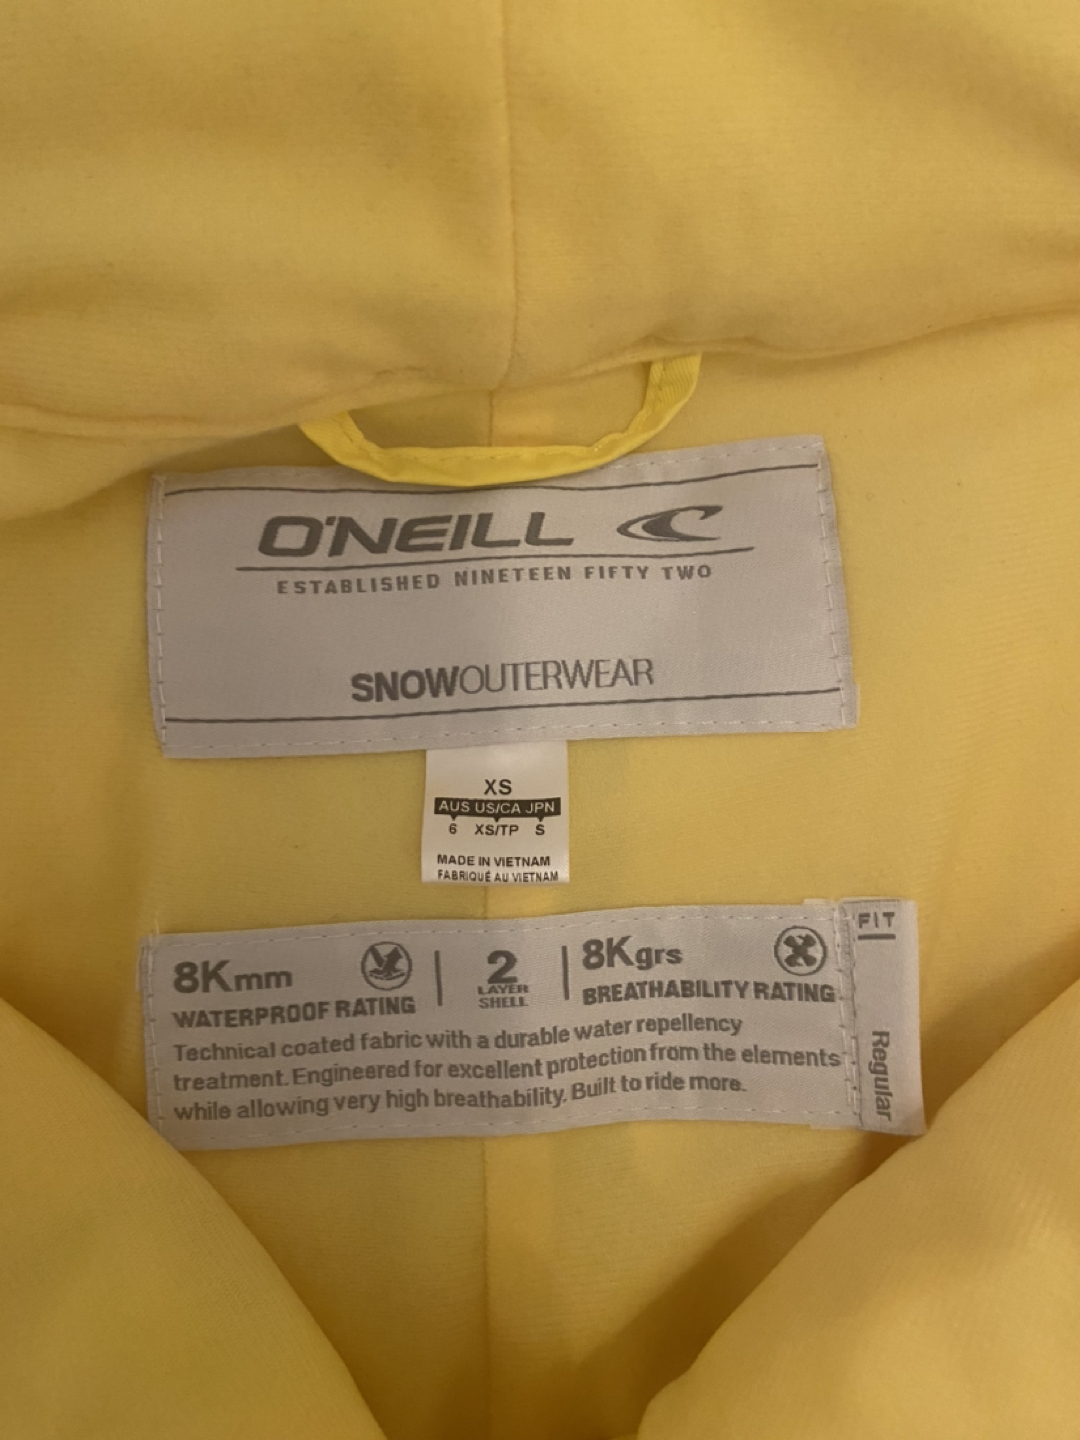 O'NEILL
ESTABLISHED NINETEEN FIFTY TWO
SNOWOUTERWEAR
XS
AUS US/CA JPN
6 XS/TP S
MADE IN VIETNAM
FABRIQUÉ AU VIETNAM
8Kmm
WATERPROOF RATING
2
LAYER
SHELL
8Kgrs
BREATHABILITY RATING
Technical coated fabric with a durable water repellency
treatment. Engineered for excellent protection from the elements
while allowing very high breathability. Built to ride more.
FIT
Regular